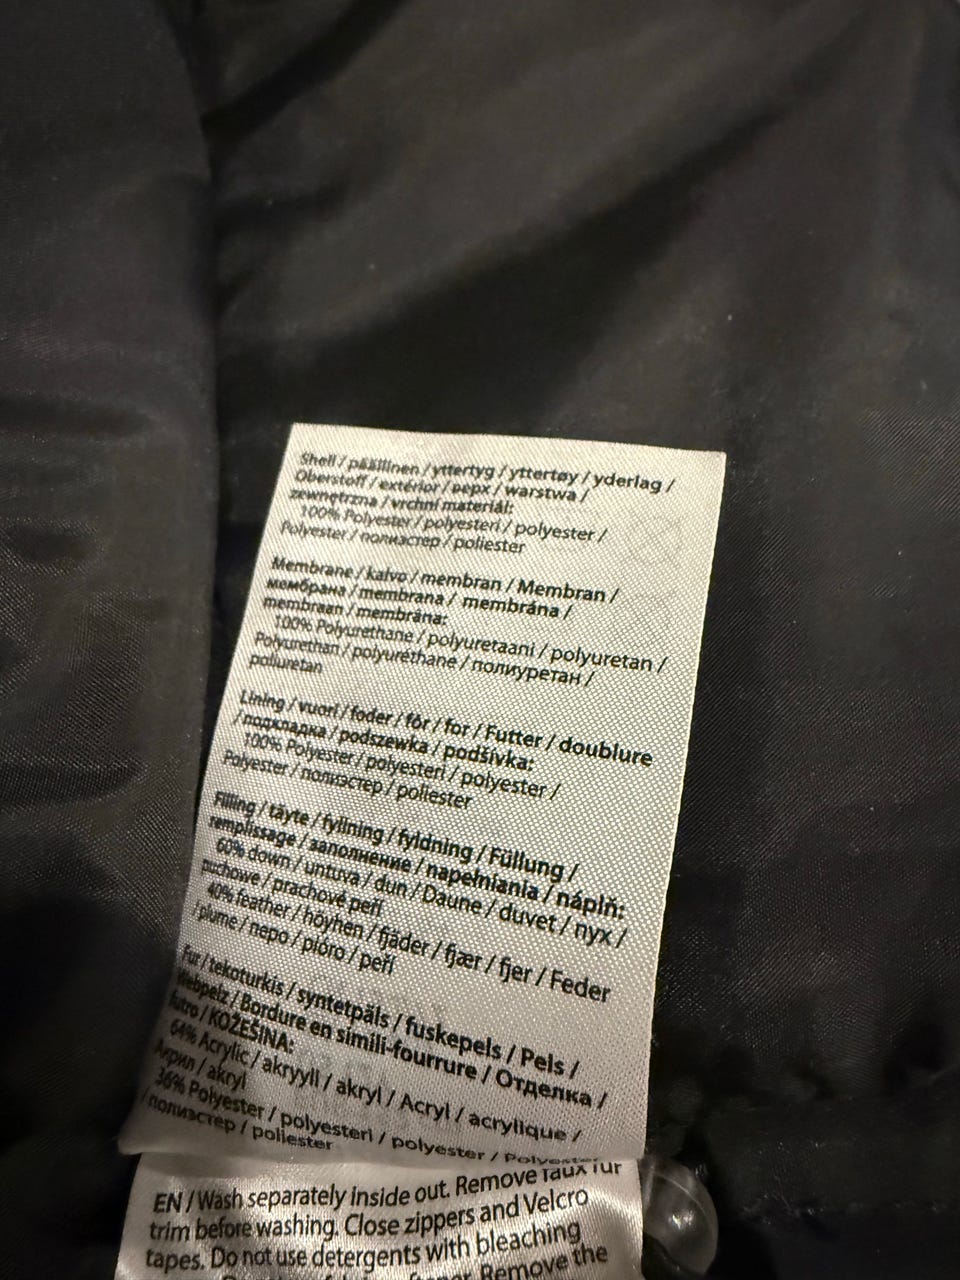 Shell / päällinen / yttertyg / yttertøy / yderlag /
Oberstoff / extérior / верх / warstwa /
zewnętrzna / vrchní materiál:
100% Polyester / polyesteri / polyester /
Polyester / полиэстер / poliester
Membrane / kalvo / membran / Membran /
мембрана / membrana / membrána /
membraan / membrâna:
100% Polyurethane / polyuretaani / polyuretan /
Polyurethan / polyuréthane / полиуретан /
poliuretan
Lining / vuori / foder / fôr / for / Futter / doublure
/ подкладка / podszewka / podšívka:
100% Polyester / polyesteri / polyester /
Polyester / полиэстер / poliester
Filling / täyte / fyllning / fyldning / Füllung /
remplissage / заполнение / napełniania / náplň:
60% down / untuva / dun / Daune / duvet / пух /
puchowe / prachové peří
40% feather / höyhen / fjäder / fjær / fjer / Feder
/ plume / перо / pióro / peří
Fur / tekoturkis / syntetpäls / fuskepels / Pels /
Webpelz / Bordure en simili-fourrure / Отделка /
futro / KOŽEŠINA:
64% Acrylic / akryyli / akryl / Acryl / acrylique /
Акрил / akryl
36% Polyester / polyesteri / polyester / Polyester
/ полиэстер / poliester
EN / Wash separately inside out. Remove faux fur
trim before washing. Close zippers and Velcro
tapes. Do not use detergents with bleaching
Remove the